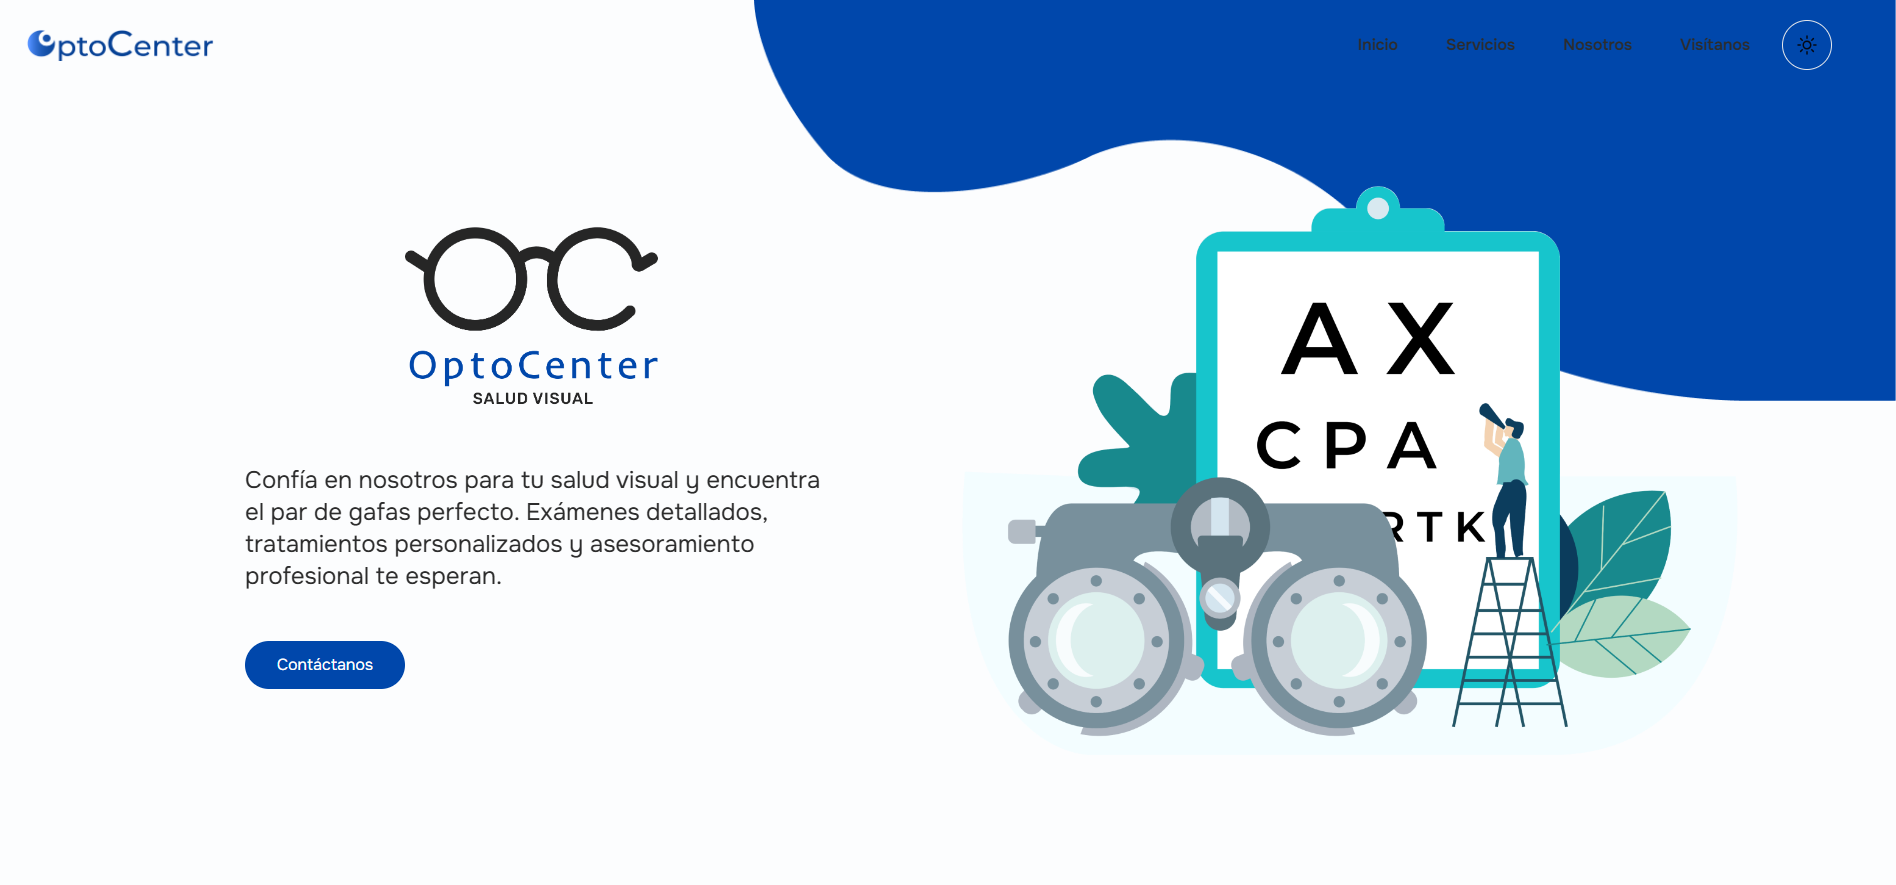 OptoCenter
Inicio
Servicios
Nosotros
Visítanos
OC
OptoCenter
SALUD VISUAL
Confía en nosotros para tu salud visual y encuentra
el par de gafas perfecto. Exámenes detallados,
tratamientos personalizados y asesoramiento
profesional te esperan.
Contáctanos
A X
C P A
R T K